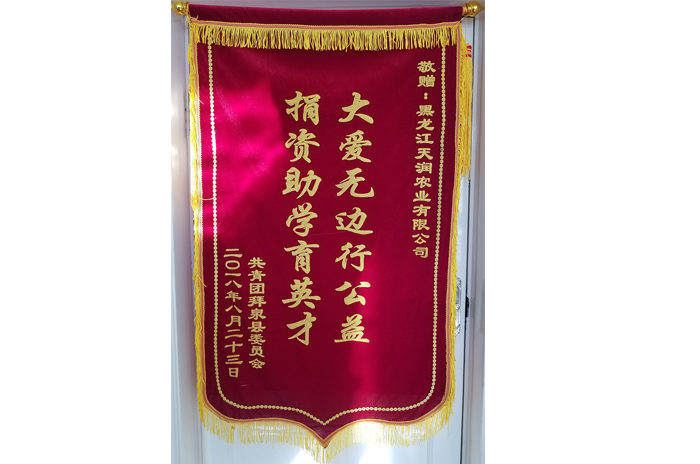 敬赠：黑龙江天润农业有限公司
大爱无边行公益
捐资助学育英才
共青团拜泉县委员会
二〇一八年八月二十三日